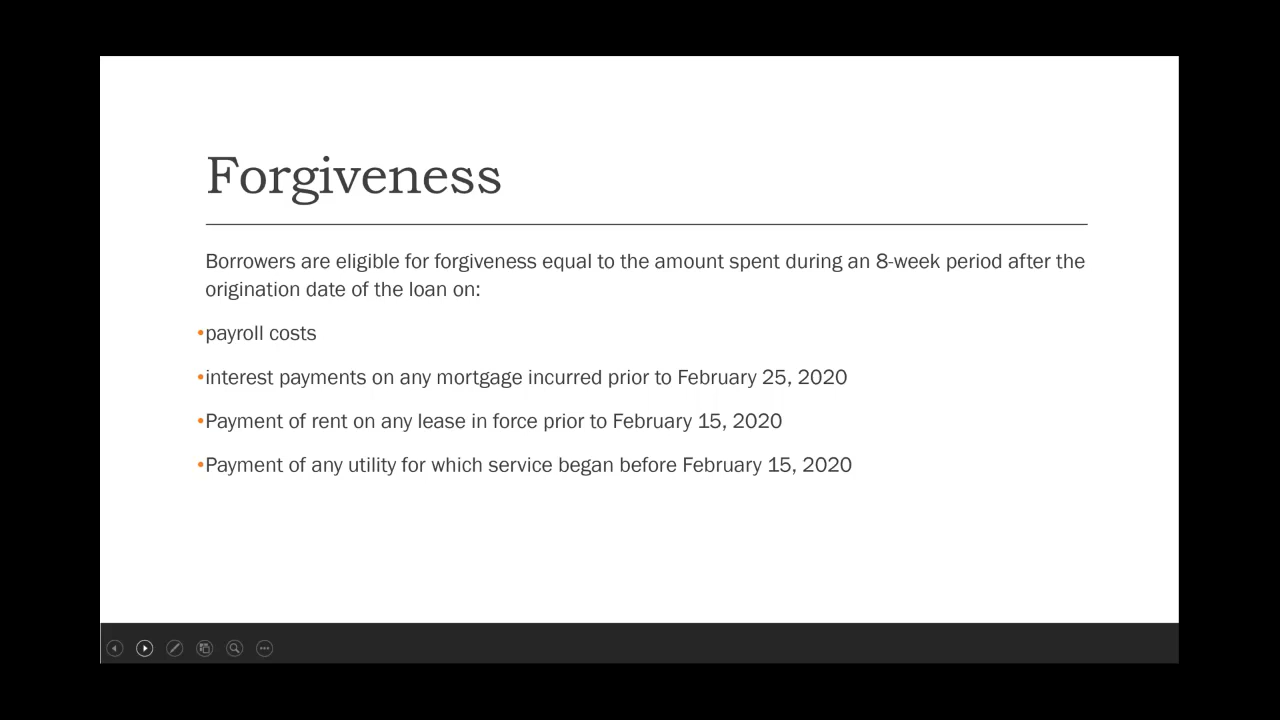 Forgiveness
Borrowers are eligible for forgiveness equal to the amount spent during an 8-week period after the
origination date of the loan on:
•payroll costs
•interest payments on any mortgage incurred prior to February 25, 2020
•Payment of rent on any lease in force prior to February 15, 2020
•Payment of any utility for which service began before February 15, 2020